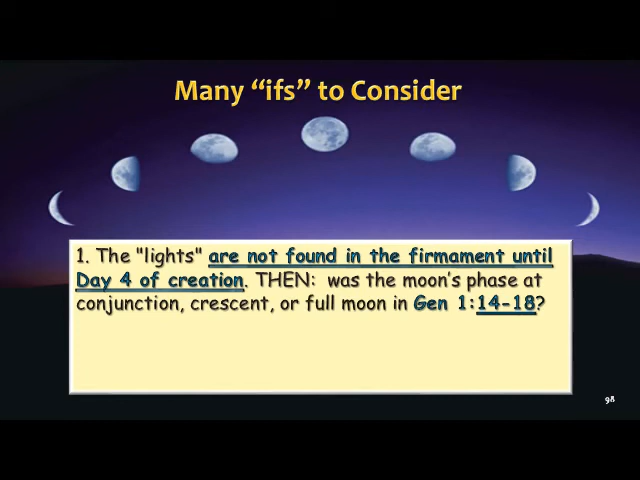 Many “ifs” to Consider
1. The "lights" are not found in the firmament until
Day 4 of creation. THEN: was the moon’s phase at
conjunction, crescent, or full moon in Gen 1:14-18?
98